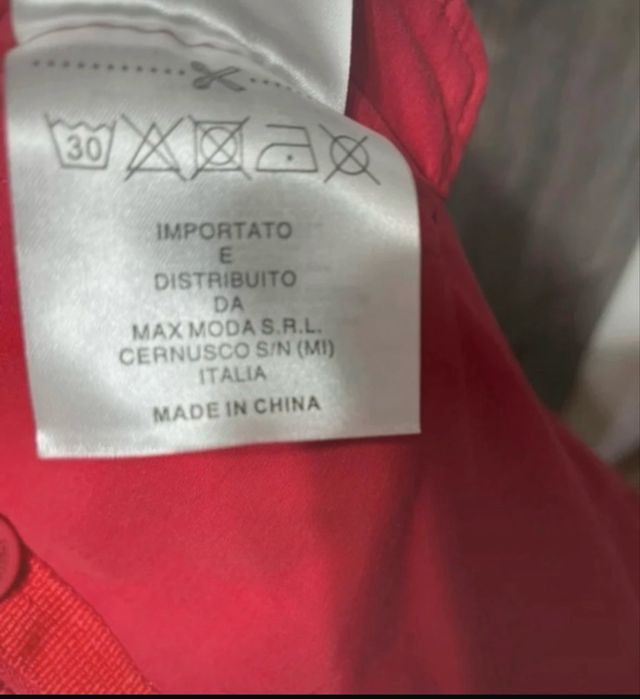 30
IMPORTATO
E
DISTRIBUITO
DA
MAX MODA S.R.L.
CERNUSCO S/N (MI)
ITALIA
MADE IN CHINA